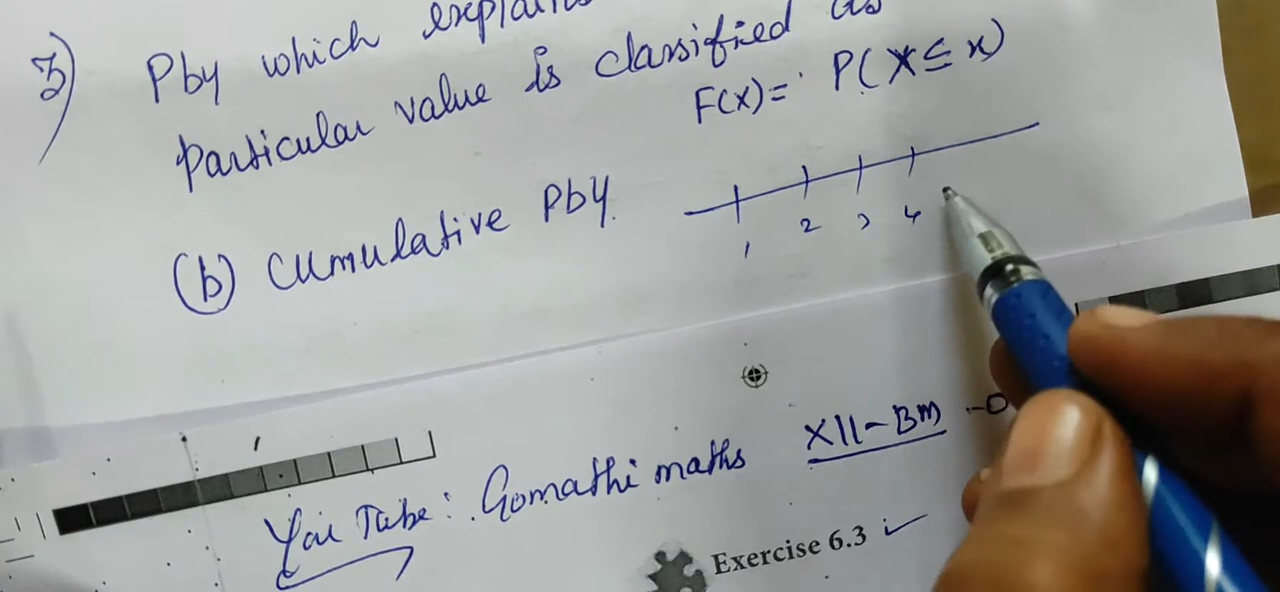 3) Pby which explains
particular value is classified as
F(x) = P(X ≤ x)
(b) Cumulative Pby.
1 2 3 4
You Tube: Gomathi maths XII-BM
Exercise 6.3